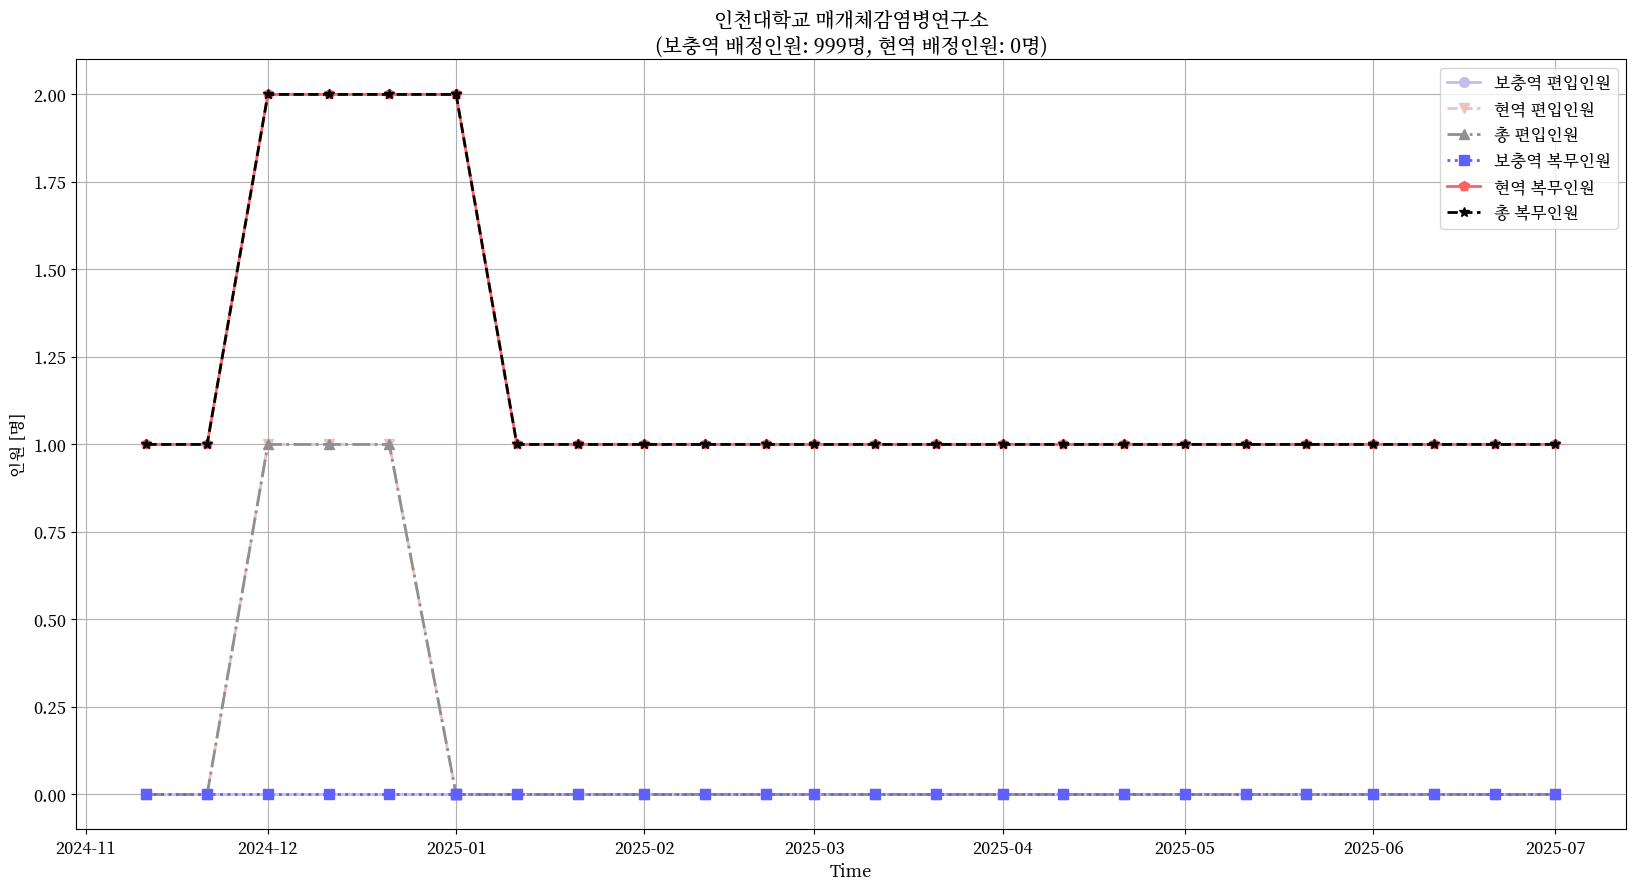 인천대학교 매개체감염병연구소
(보충역 배정인원: 999명, 현역 배정인원: 0명)
보충역 편입인원
현역 편입인원
총 편입인원
보충역 복무인원
현역 복무인원
총 복무인원
2.00
1.75
1.50
1.25
1.00
0.75
0.50
0.25
0.00
인원 [명]
2024-11
2024-12
2025-01
2025-02
2025-03
2025-04
2025-05
2025-06
2025-07
Time